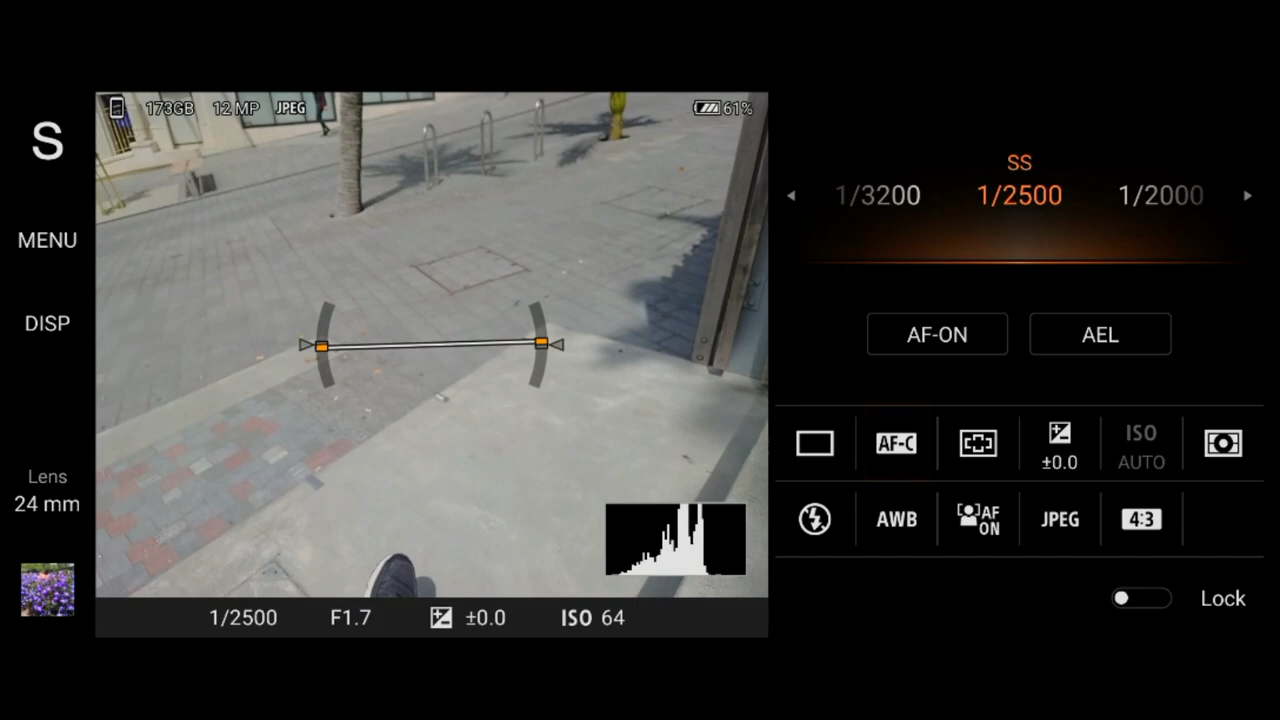 173GB 12 MP JPEG 61%
S
MENU
DISP
Lens
24 mm
1/2500 F1.7 ±0.0 ISO 64
SS
1/3200 1/2500 1/2000
AF-ON AEL
AF-C ±0.0 ISO AUTO
AWB AF ON JPEG 4:3
Lock